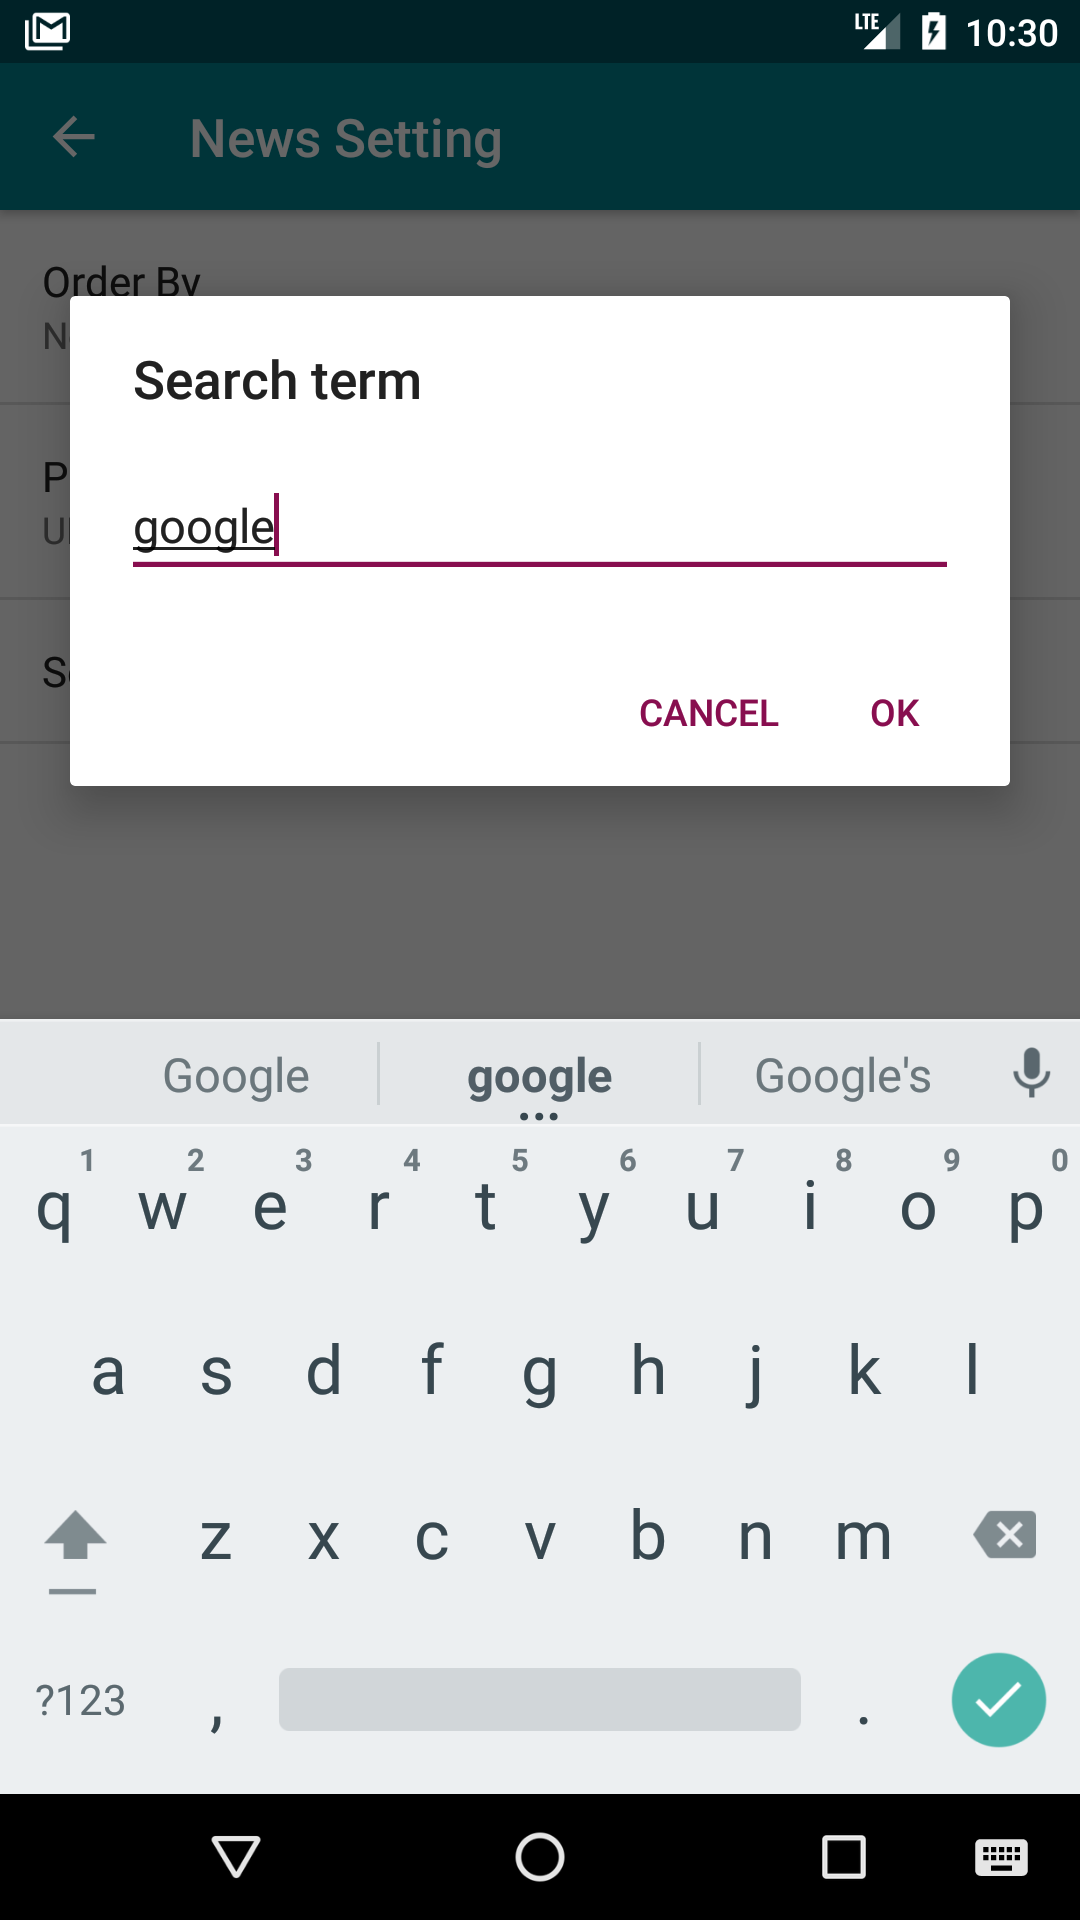 LTE 10:30
News Setting
Order By
N
P
U
S
Search term
google
CANCEL OK
Google google Google's
1 2 3 4 5 6 7 8 9 0
q w e r t y u i o p
a s d f g h j k l
z x c v b n m
?123 , .